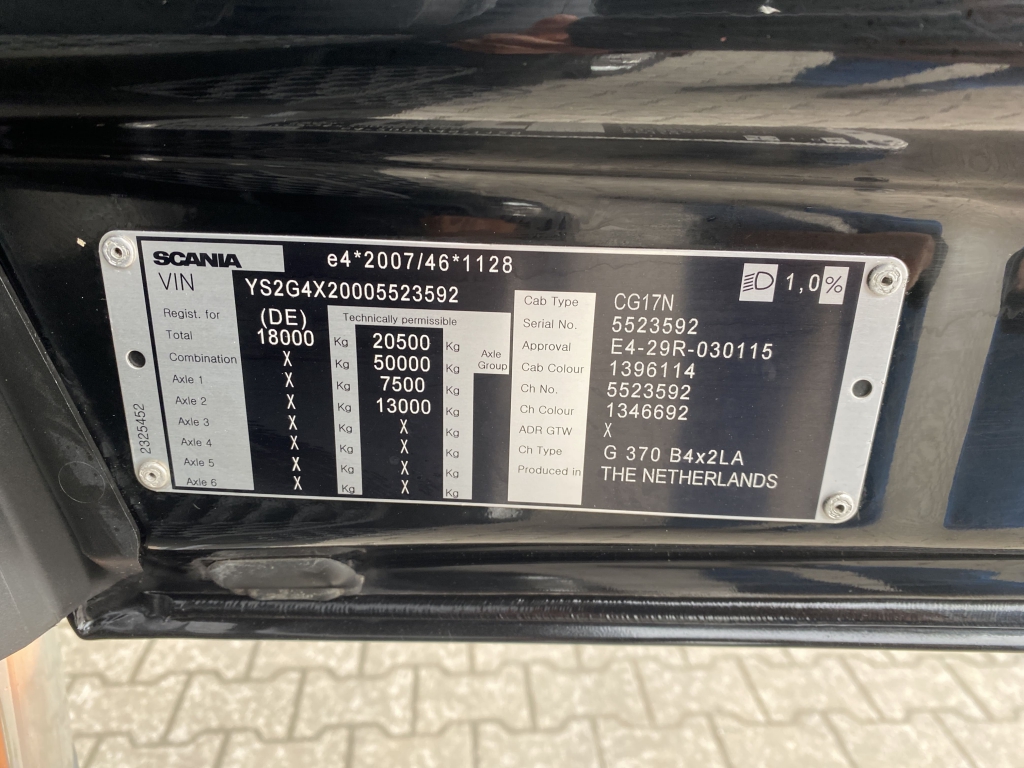 SCANIA e4*2007/46*1128
VIN YS2G4X20005523592
1,0%
Regist. for (DE)
Technically permissible
Total 18000 Kg 20500 Kg
Combination X Kg 50000 Kg
Axle Group
Axle 1 X Kg 7500 Kg
Axle 2 X Kg 13000 Kg
Axle 3 X Kg X Kg
Axle 4 X Kg X Kg
Axle 5 X Kg X Kg
Axle 6 X Kg X Kg
Cab Type CG17N
Serial No. 5523592
Approval E4-29R-030115
Cab Colour 1396114
Ch No. 5523592
Ch Colour 1346692
ADR GTW X
Ch Type G 370 B4x2LA
Produced in THE NETHERLANDS
2325452